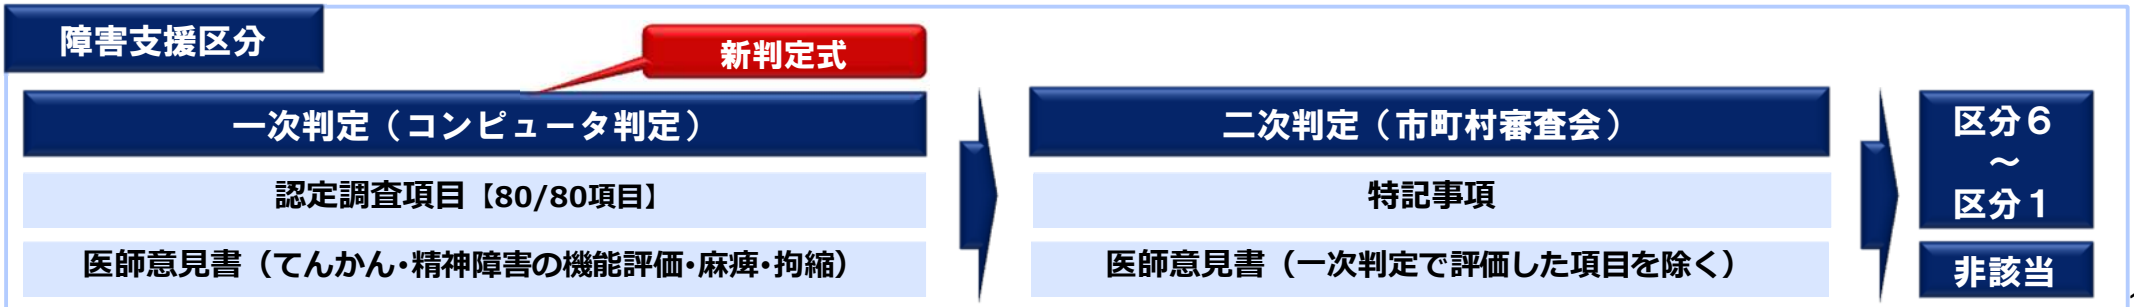 障害支援区分
新判定式
一次判定（コンピュータ判定）
認定調査項目【80/80項目】
医師意見書（てんかん・精神障害の機能評価・麻痺・拘縮）
二次判定（市町村審査会）
特記事項
医師意見書（一次判定で評価した項目を除く）
区分６
～
区分１
非該当